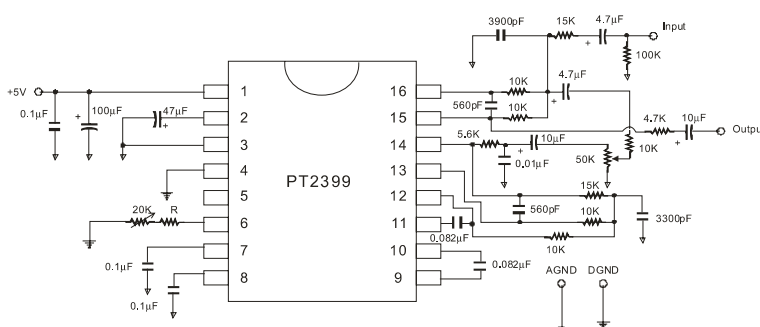 3900pF
15K
4.7µF
Input
100K
+5V
0.1µF
100µF
+
47µF
+
1
2
3
4
5
6
7
8
PT2399
16
15
14
13
12
11
10
9
10K
560pF
10K
4.7µF
+
+
4.7K
10µF
+
Output
5.6K
10µF
+
0.01µF
50K
10K
15K
560pF
10K
3300pF
0.082µF
10K
20K
R
0.1µF
0.1µF
0.082µF
AGND
DGND